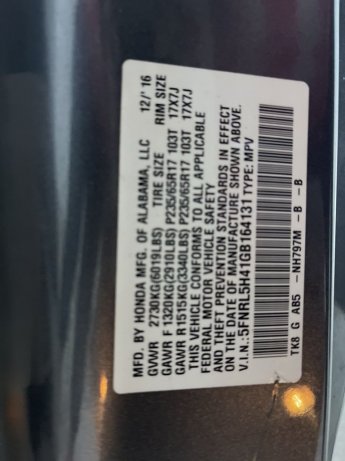 MFD. BY HONDA MFG. OF ALABAMA, LLC 12/'16
GVWR 2730KG(6019LBS) TIRE SIZE RIM SIZE
GAWR F 1320KG(2910LBS) P235/65R17 103T 17X7J
GAWR R1515KG(3340LBS) P235/65R17 103T 17X7J
THIS VEHICLE CONFORMS TO ALL APPLICABLE
FEDERAL MOTOR VEHICLE SAFETY
AND THEFT PREVENTION STANDARDS IN EFFECT
ON THE DATE OF MANUFACTURE SHOWN ABOVE.
V.I.N.: 5FNRL5H41GB164131 TYPE: MPV
TK8 G AB5 -NH797M -B -B